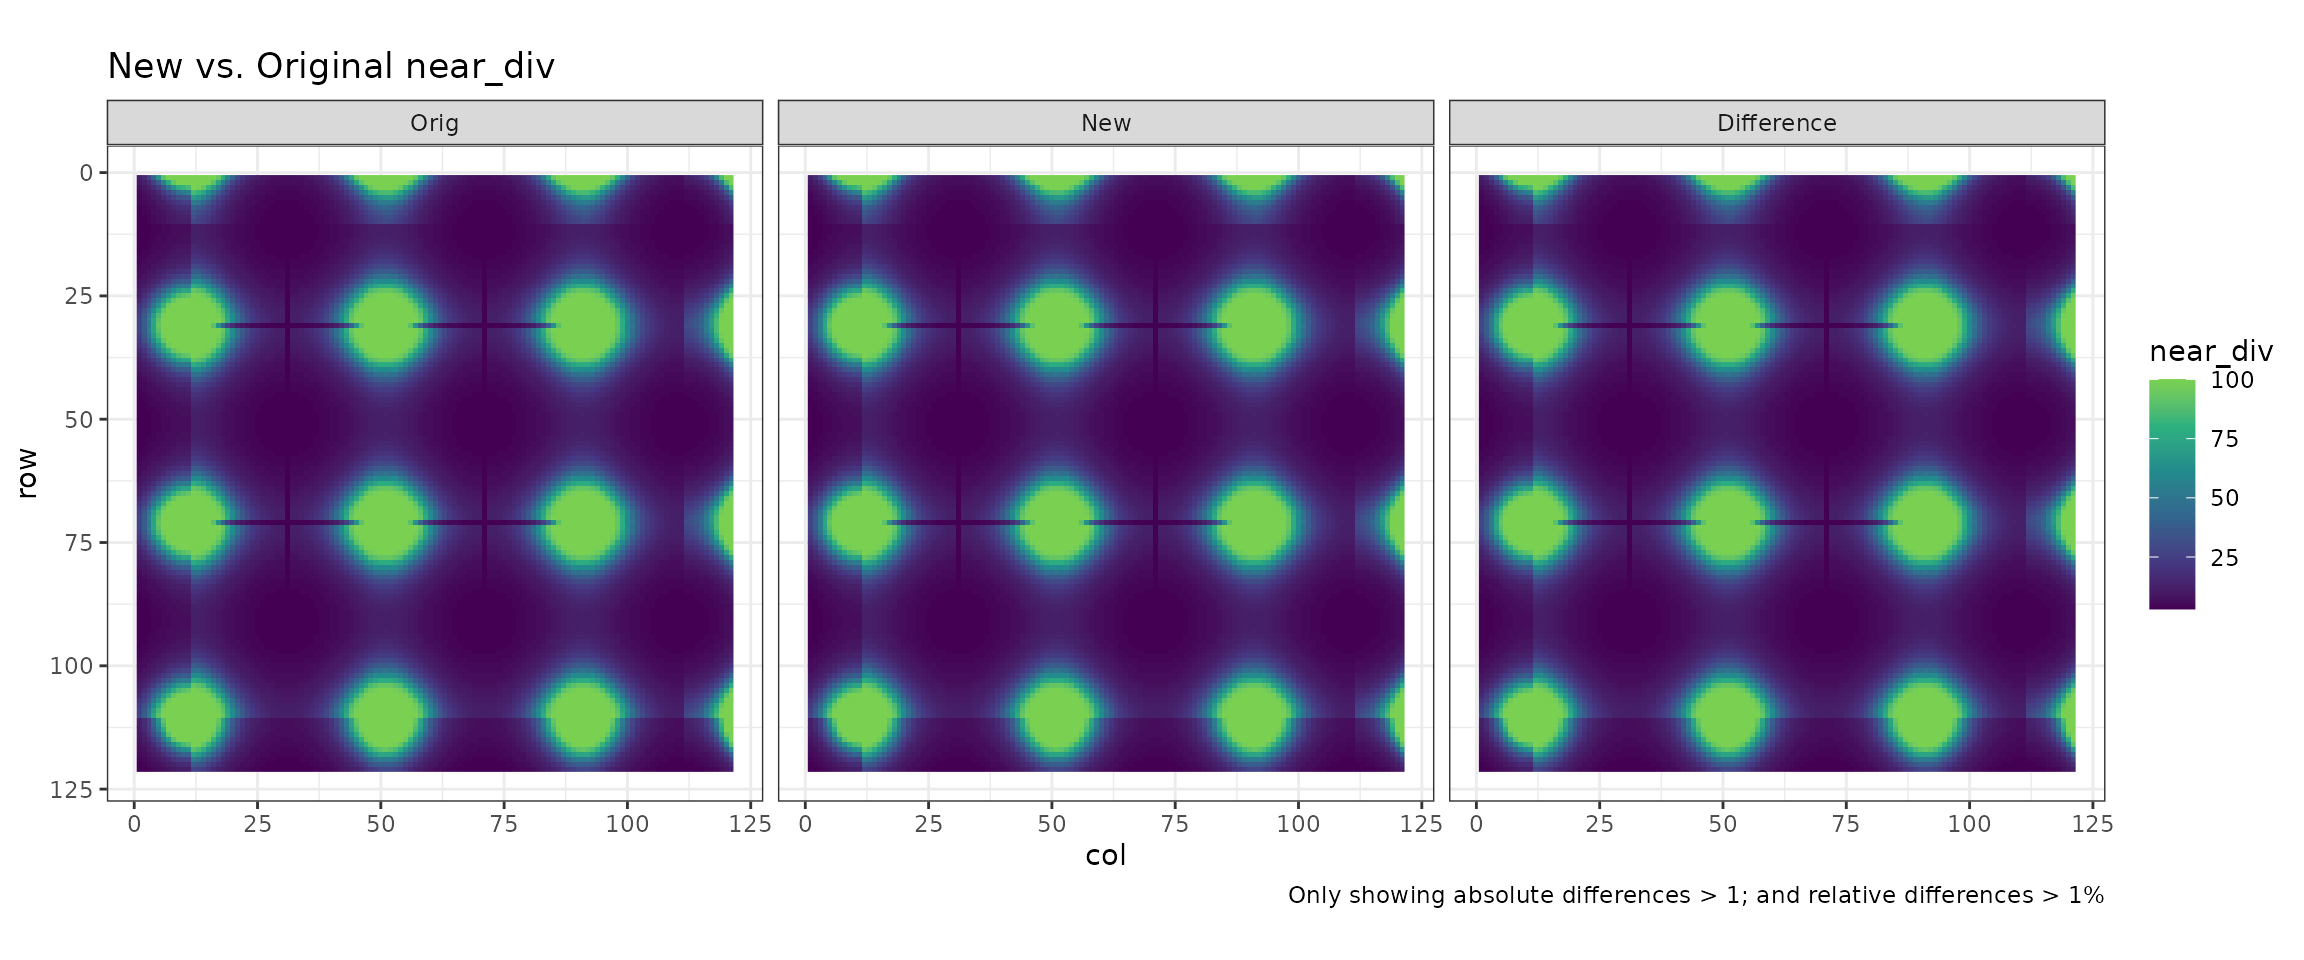 New vs. Original near_div
Orig New Difference
0
25
50
75
100
125
row
0 25 50 75 100 125 0 25 50 75 100 125 0 25 50 75 100 125
col
near_div
100
75
50
25
Only showing absolute differences > 1; and relative differences > 1%